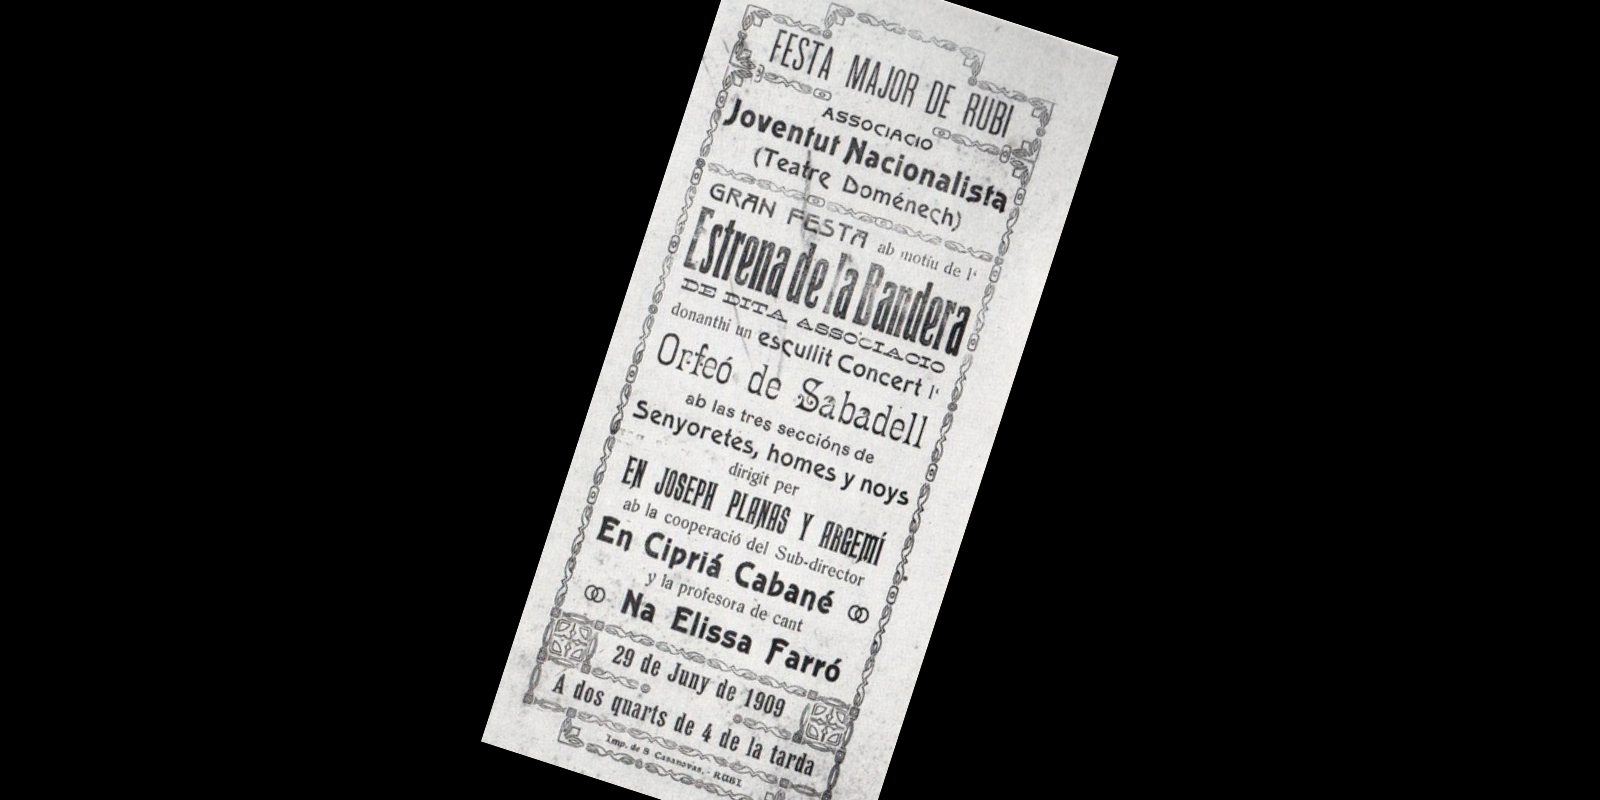 FESTA MAJOR DE RUBI
ASSOCIACIO
Joventut Nacionalista
(Teatre Doménech)
GRAN FESTA ab motiu de l'
Estrena de la Bandera
DE DITA ASSOCIACIO
donanthi un escullit Concert l'
Orfeó de Sabadell
ab las tres seccións de
Senyoretes, homes y noys
dirigit per
EN JOSEPH PLANAS Y ARGEMÍ
ab la cooperació del Sub-director
En Ciprià Cabané
y la profesora de cant
Na Elissa Farró
29 de Juny de 1909
A dos quarts de 4 de la tarda
Imp. de S Casanovas. - RUBI